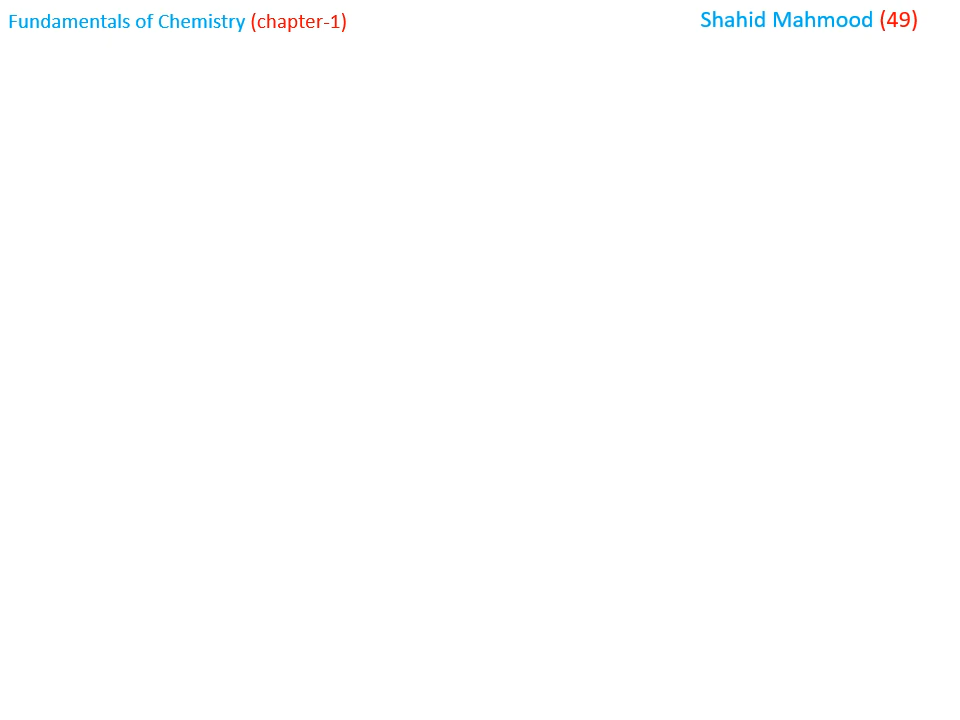 Fundamentals of Chemistry (chapter-1)
Shahid Mahmood (49)